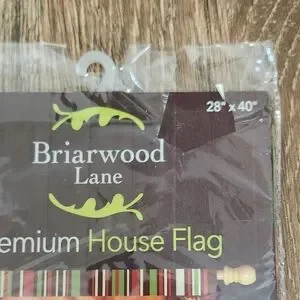 28" x 40"
Briarwood
Lane
emium House Flag